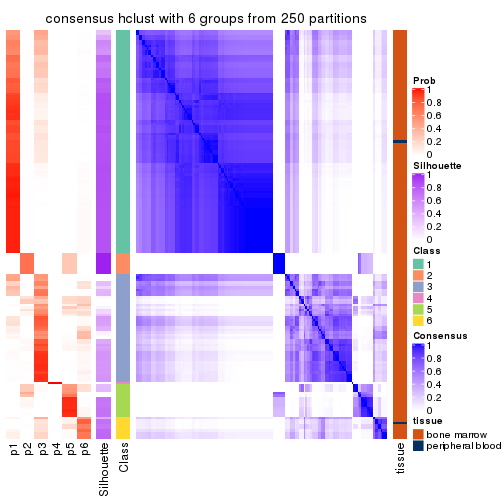 consensus hclust with 6 groups from 250 partitions
Prob
1
0.8
0.6
0.4
0.2
0
Silhouette
1
0.8
0.6
0.4
0.2
0
Class
1
2
3
4
5
6
Consensus
1
0.8
0.6
0.4
0.2
0
tissue
bone marrow
peripheral blood
p1
p2
p3
p4
p5
p6
Silhouette
Class
tissue